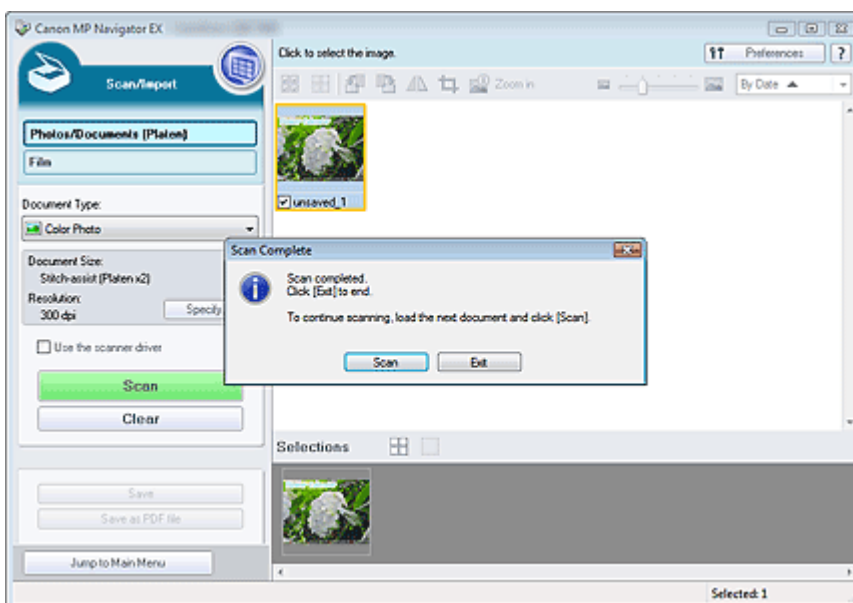 Canon MP Navigator EX
Scan/Import
Click to select the image.
Preferences
?
Zoom in
By Date
Photos/Documents (Platen)
Film
Document Type:
Color Photo
Document Size:
Stitch-assist (Platen x2)
Resolution:
300 dpi
Specify
Use the scanner driver
Scan
Clear
Save
Save as PDF file
Jump to Main Menu
unsaved_1
Scan Complete
Scan completed.
Click [Exit] to end.
To continue scanning, load the next document and click [Scan].
Scan
Exit
Selections
Selected: 1